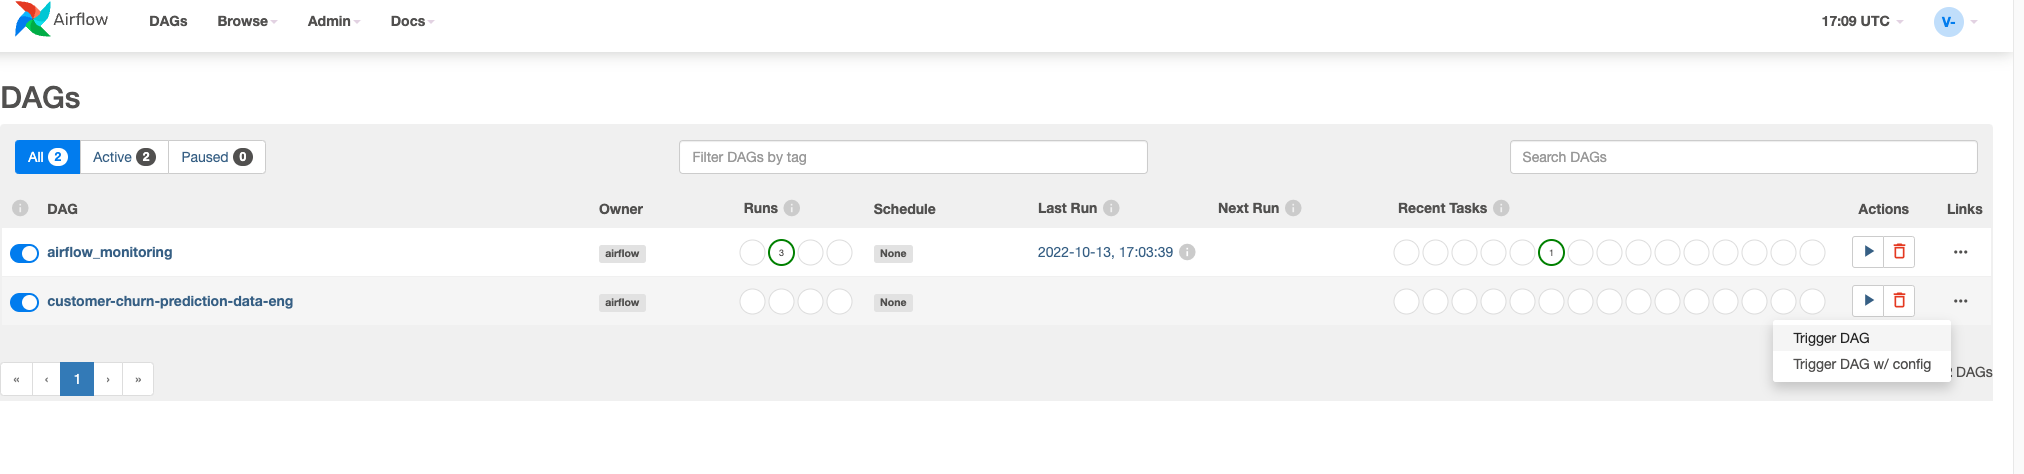 Airflow DAGs Browse Admin Docs 17:09 UTC V-
DAGs
All 2 Active 2 Paused 0 Filter DAGs by tag Search DAGs
i DAG Owner Runs i Schedule Last Run i Next Run i Recent Tasks i Actions Links
airflow_monitoring airflow 3 None 2022-10-13, 17:03:39 i 1 ...
customer-churn-prediction-data-eng airflow None ...
Trigger DAG
Trigger DAG w/ config
« ‹ 1 › » DAGs